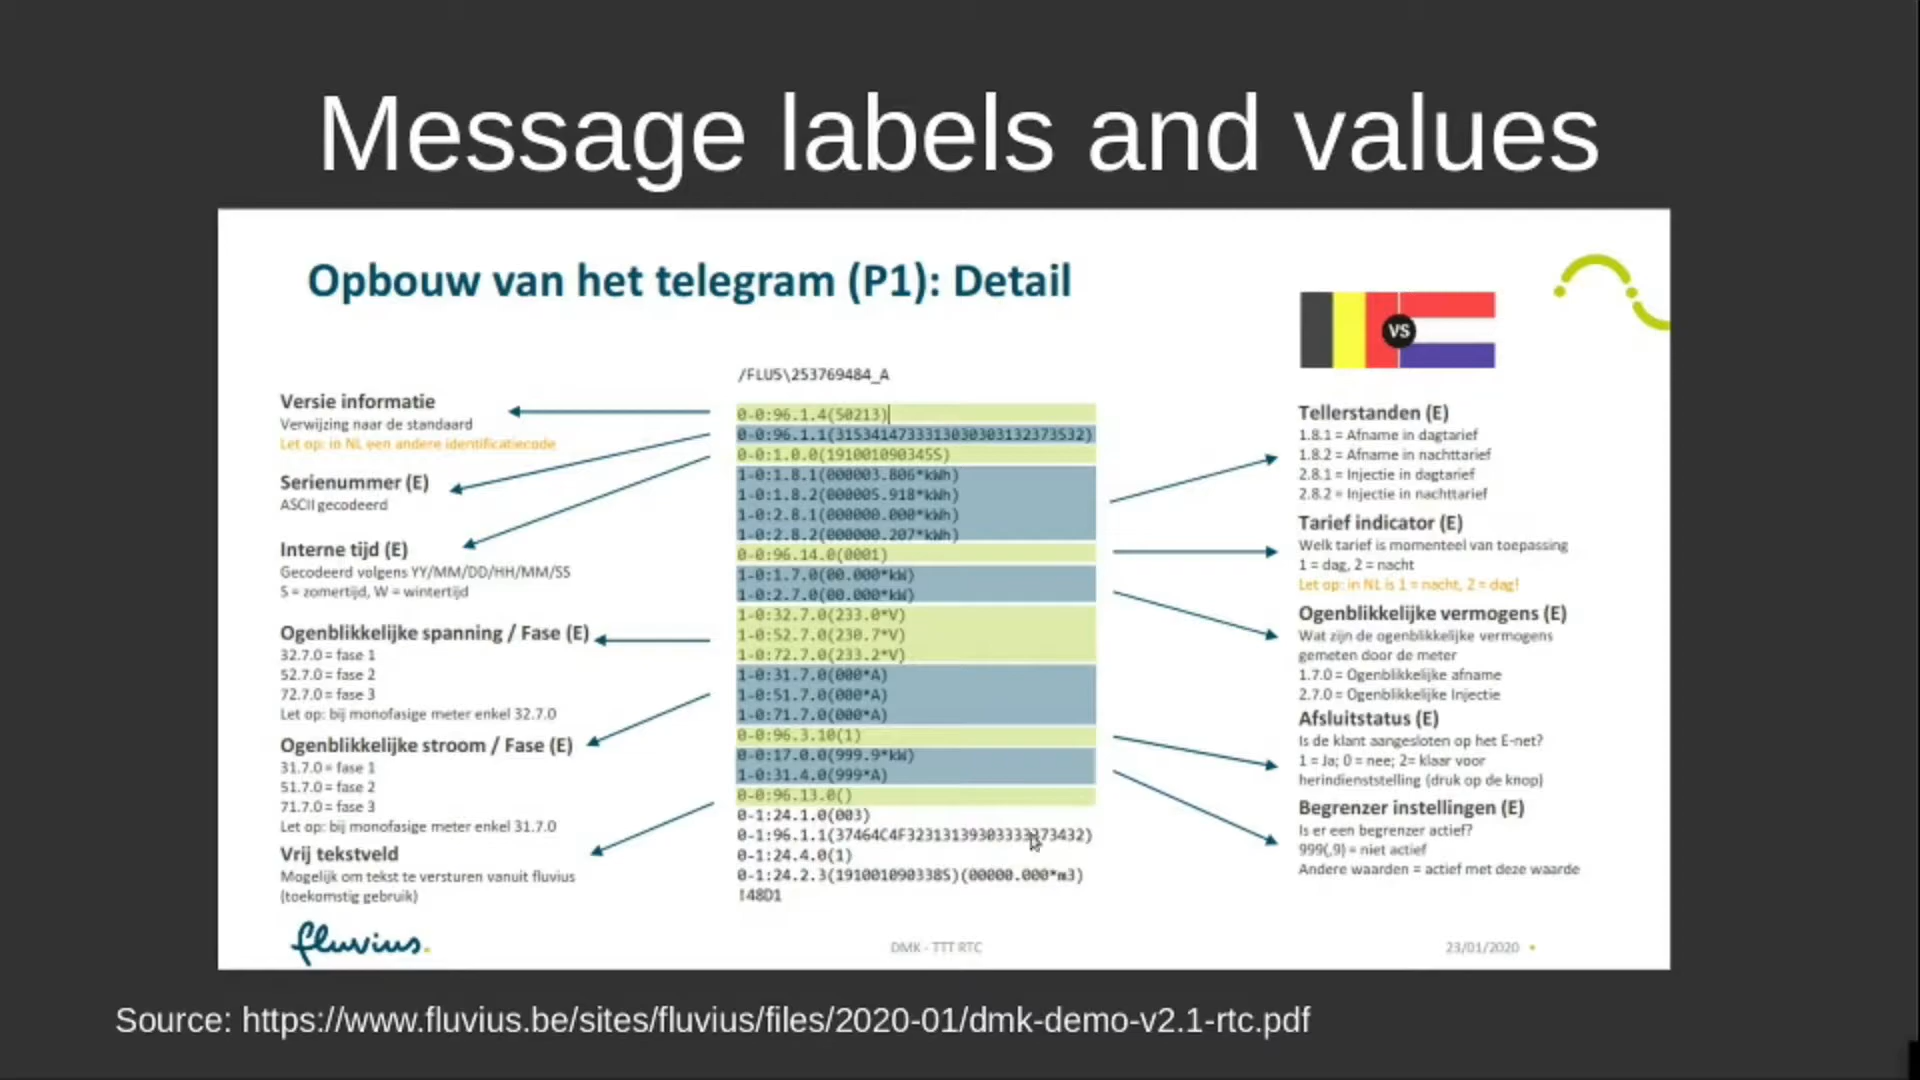 Message labels and values
Opbouw van het telegram (P1): Detail
VS
Versie informatie
Verwijzing naar de standaard
Let op: in NL een andere identificatiecode
Serienummer (E)
ASCII gecodeerd
Interne tijd (E)
Gecodeerd volgens YY/MM/DD/HH/MM/SS
S = zomertijd, W = wintertijd
Ogenblikkelijke spanning / Fase (E)
32.7.0 = fase 1
52.7.0 = fase 2
72.7.0 = fase 3
Let op: bij monofasige meter enkel 32.7.0
Ogenblikkelijke stroom / Fase (E)
31.7.0 = fase 1
51.7.0 = fase 2
71.7.0 = fase 3
Let op: bij monofasige meter enkel 31.7.0
Vrij tekstveld
Mogelijk om tekst te versturen vanuit fluvius
(toekomstig gebruik)
/FLU5\253769484_A
0-0:96.1.4(50213)
0-0:96.1.1(3153414733313030303132373532)
0-0:1.0.0(191001090345S)
1-0:1.8.1(000003.806*kWh)
1-0:1.8.2(000005.918*kWh)
1-0:2.8.1(000000.000*kWh)
1-0:2.8.2(000000.207*kWh)
0-0:96.14.0(0001)
1-0:1.7.0(00.000*kW)
1-0:2.7.0(00.000*kW)
1-0:32.7.0(233.0*V)
1-0:52.7.0(230.7*V)
1-0:72.7.0(233.2*V)
1-0:31.7.0(000*A)
1-0:51.7.0(000*A)
1-0:71.7.0(000*A)
0-0:96.3.10(1)
0-0:17.0.0(999.9*kW)
1-0:31.4.0(999*A)
0-0:96.13.0()
0-1:24.1.0(003)
0-1:96.1.1(37464C4F32313139303333373432)
0-1:24.4.0(1)
0-1:24.2.3(191001090338S)(00000.000*m3)
!48D1
Tellerstanden (E)
1.8.1 = Afname in dagtarief
1.8.2 = Afname in nachttarief
2.8.1 = Injectie in dagtarief
2.8.2 = Injectie in nachttarief
Tarief indicator (E)
Welk tarief is momenteel van toepassing
1 = dag, 2 = nacht
Let op: in NL is 1 = nacht, 2 = dag!
Ogenblikkelijke vermogens (E)
Wat zijn de ogenblikkelijke vermogens
gemeten door de meter
1.7.0 = Ogenblikkelijke afname
2.7.0 = Ogenblikkelijke Injectie
Afsluitstatus (E)
Is de klant aangesloten op het E-net?
1 = Ja; 0 = nee; 2= klaar voor
herindienststelling (druk op de knop)
Begrenzer instellingen (E)
Is er een begrenzer actief?
999(,9) = niet actief
Andere waarden = actief met deze waarde
fluvius.
DMK - TTT RTC
23/01/2020
Source: https://www.fluvius.be/sites/fluvius/files/2020-01/dmk-demo-v2.1-rtc.pdf